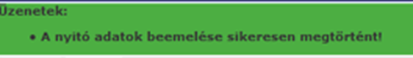 Üzenetek:
• A nyitó adatok beemelése sikeresen megtörtént!